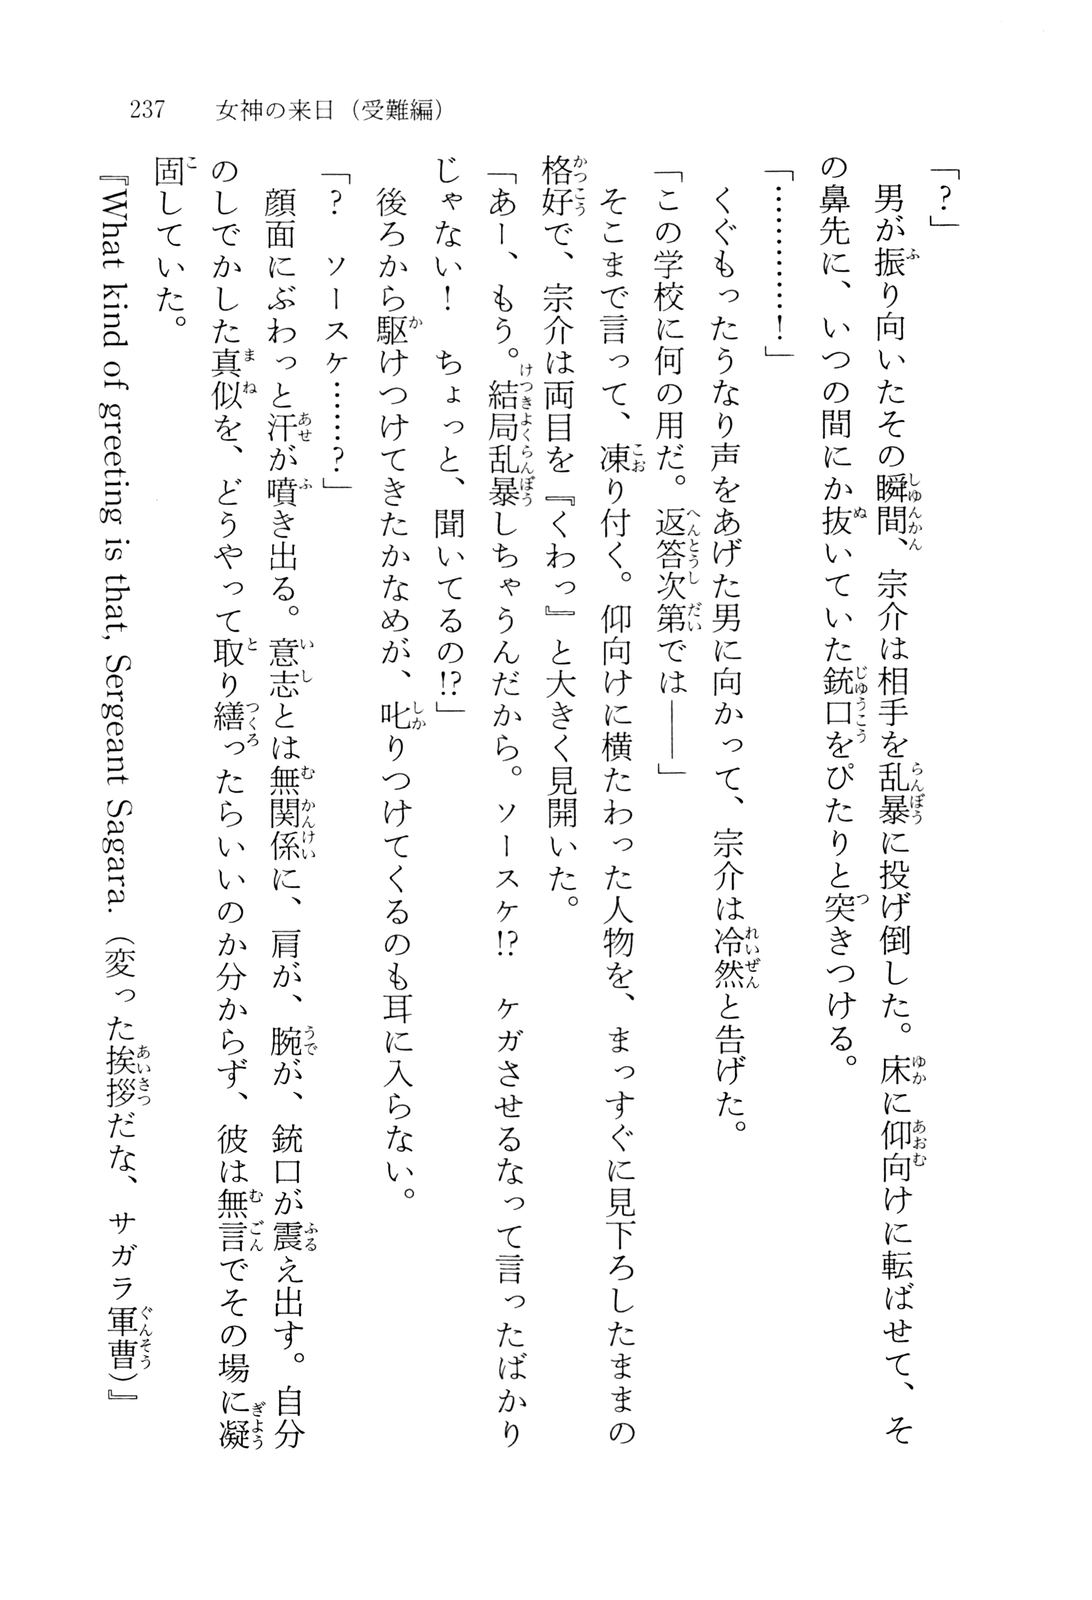 237　女神の来日（受難編）
「？」
　男が振り向いたその瞬間、宗介は相手を乱暴に投げ倒した。床に仰向けに転ばせて、そ
の鼻先に、いつの間にか抜いていた銃口をぴたりと突きつける。
「…………！」
　くぐもったうなり声をあげた男に向かって、宗介は冷然と告げた。
「この学校に何の用だ。返答次第では――」
　そこまで言って、凍り付く。仰向けに横たわった人物を、まっすぐに見下ろしたままの
格好で、宗介は両目を『くわっ』と大きく見開いた。
「あー、もう。結局乱暴しちゃうんだから。ソースケ!?　ケガさせるなって言ったばかり
じゃない！　ちょっと、聞いてるの!?」
　後ろから駆けつけてきたかなめが、叱りつけてくるのも耳に入らない。
「？　ソースケ……？」
　顔面にぶわっと汗が噴き出る。意志とは無関係に、肩が、腕が、銃口が震え出す。自分
のしでかした真似を、どうやって取り繕ったらいいのか分からず、彼は無言でその場に凝
固していた。
『What kind of greeting is that, Sergeant Sagara.（変った挨拶だな、サガラ軍曹）』